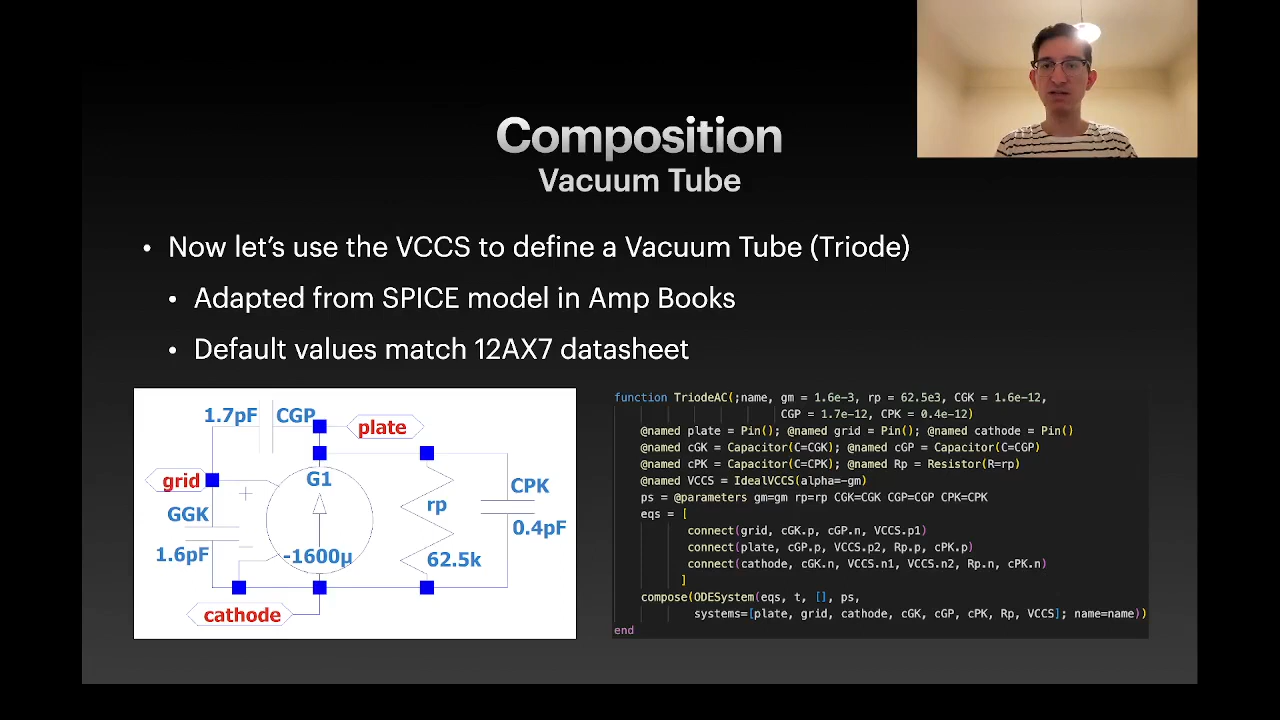 Composition
Vacuum Tube
• Now let's use the VCCS to define a Vacuum Tube (Triode)
• Adapted from SPICE model in Amp Books
• Default values match 12AX7 datasheet
1.7pF CGP
plate
grid
G1
GGK
rp
CPK
0.4pF
1.6pF
-1600µ
62.5k
cathode
function TriodeAC(;name, gm = 1.6e-3, rp = 62.5e3, CGK = 1.6e-12,
CGP = 1.7e-12, CPK = 0.4e-12)
@named plate = Pin(); @named grid = Pin(); @named cathode = Pin()
@named cGK = Capacitor(C=CGK); @named cGP = Capacitor(C=CGP)
@named cPK = Capacitor(C=CPK); @named Rp = Resistor(R=rp)
@named VCCS = IdealVCCS(alpha=-gm)
ps = @parameters gm=gm rp=rp CGK=CGK CGP=CGP CPK=CPK
eqs = [
connect(grid, cGK.p, cGP.n, VCCS.p1)
connect(plate, cGP.p, VCCS.p2, Rp.p, cPK.p)
connect(cathode, cGK.n, VCCS.n1, VCCS.n2, Rp.n, cPK.n)
]
compose(ODESystem(eqs, t, [], ps,
systems=[plate, grid, cathode, cGK, cGP, cPK, Rp, VCCS]; name=name))
end